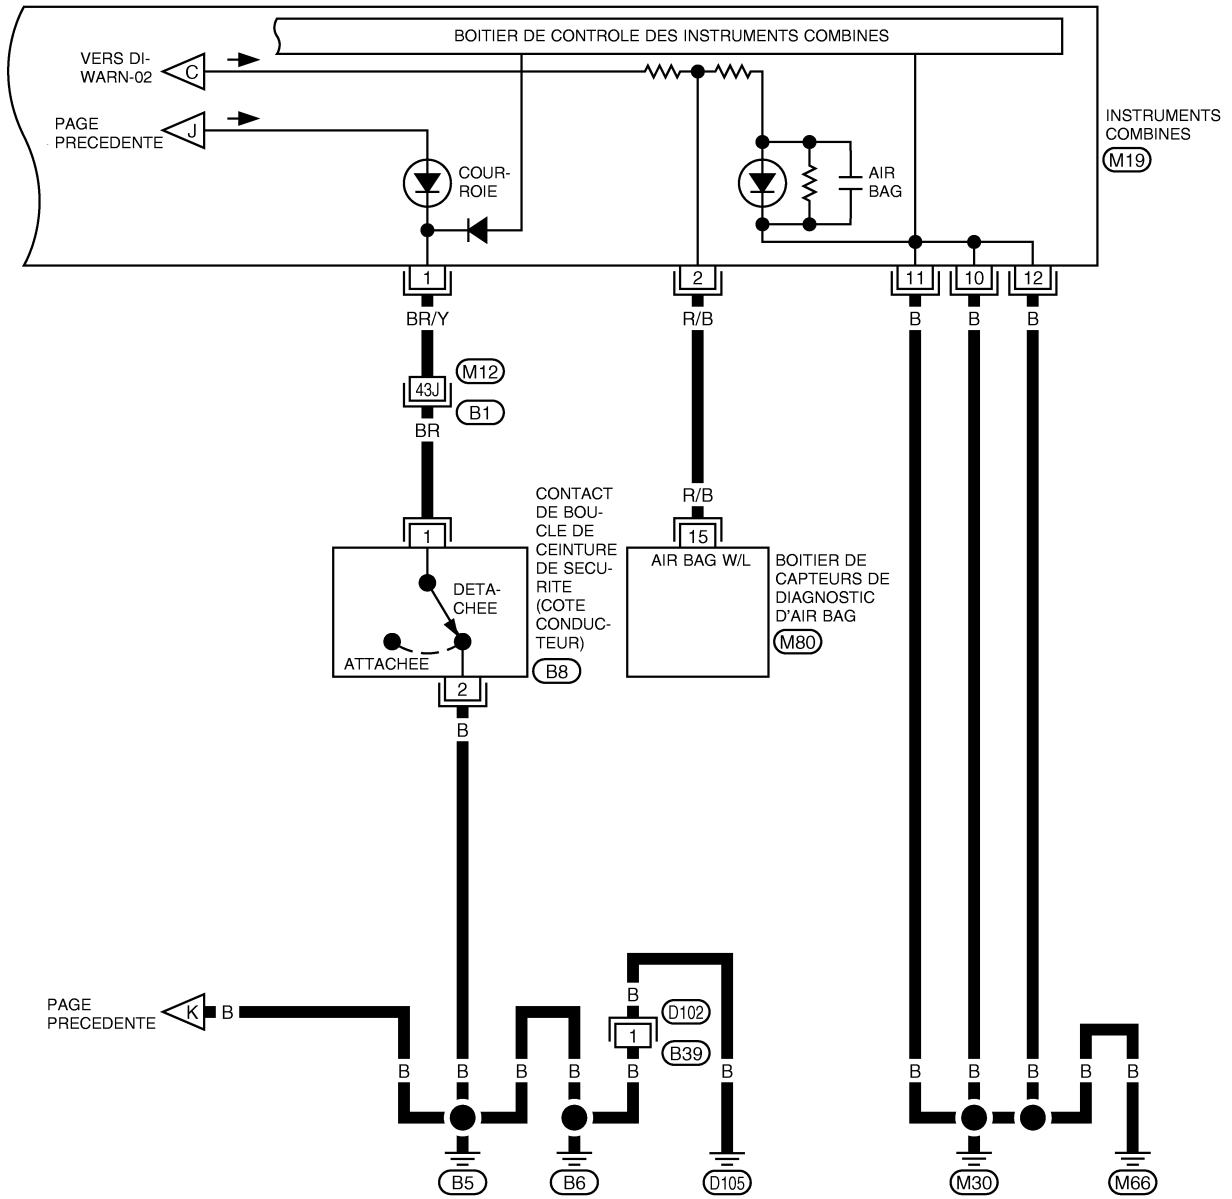 BOITIER DE CONTROLE DES INSTRUMENTS COMBINES
VERS DI-
WARN-02
C
PAGE
PRECEDENTE
J
COUR-
ROIE
AIR
BAG
INSTRUMENTS
COMBINES
M19
1
2
11
10
12
BR/Y
R/B
B
B
B
M12
43J
B1
BR
R/B
1
15
CONTACT
DE BOU-
CLE DE
CEINTURE
DE SECU-
RITE
(COTE
CONDUC-
TEUR)
B8
DETA-
CHEE
ATTACHEE
2
B
AIR BAG W/L
BOITIER DE
CAPTEURS DE
DIAGNOSTIC
D'AIR BAG
M80
PAGE
PRECEDENTE
K
B
B
D102
1
B39
B
B
B
B
B
B
B
B
B
B
B
B5
B6
D105
M30
M66